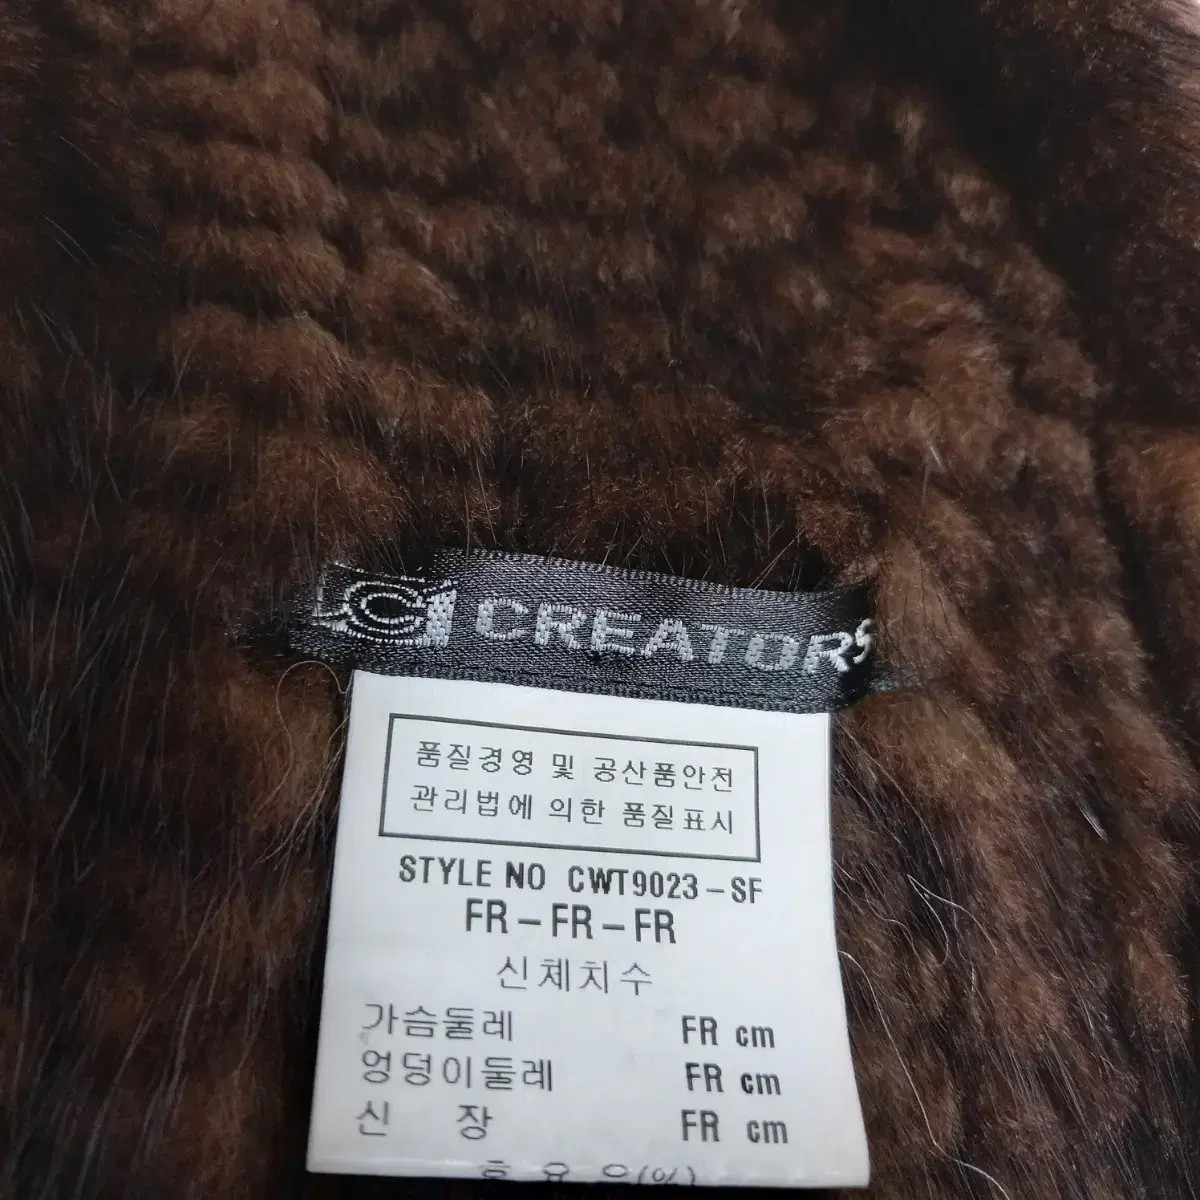 CREATORS
품질경영 및 공산품안전
관리법에 의한 품질표시
STYLE NO CWT9023-SF
FR-FR-FR
신체치수
가슴둘레 FR cm
엉덩이둘레 FR cm
신 장 FR cm